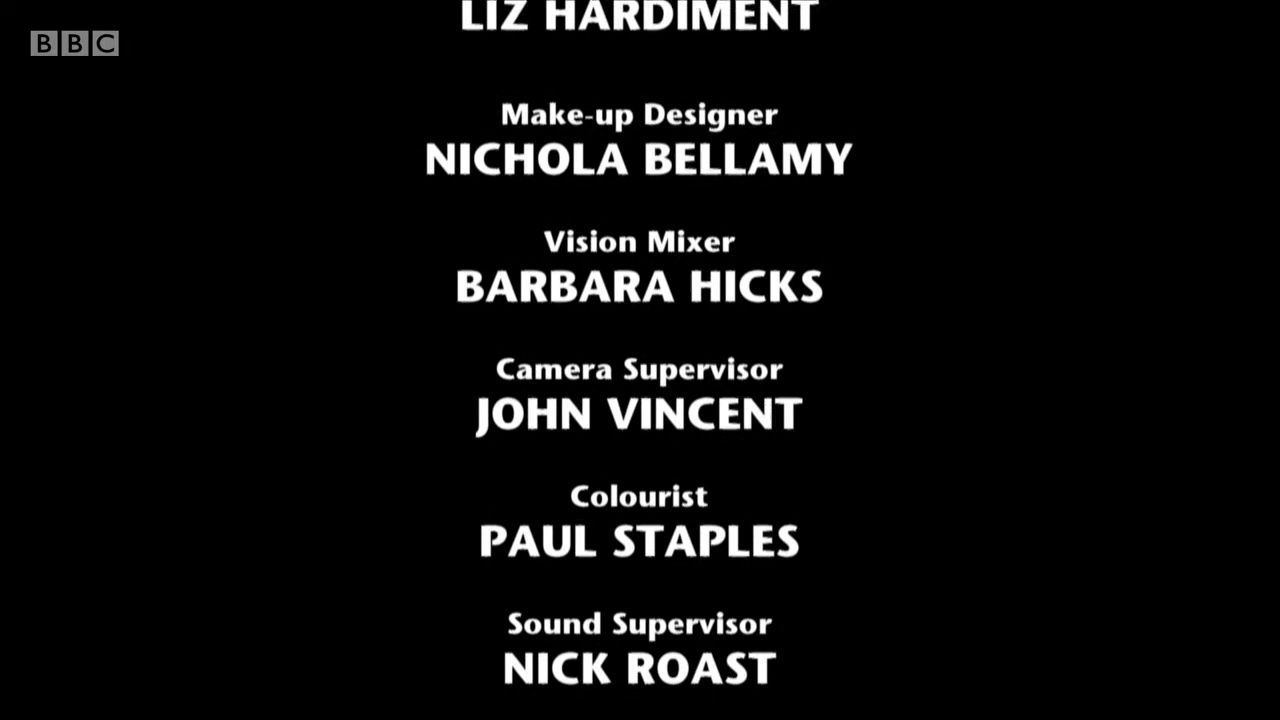 BBC
LIZ HARDIMENT
Make-up Designer
NICHOLA BELLAMY
Vision Mixer
BARBARA HICKS
Camera Supervisor
JOHN VINCENT
Colourist
PAUL STAPLES
Sound Supervisor
NICK ROAST